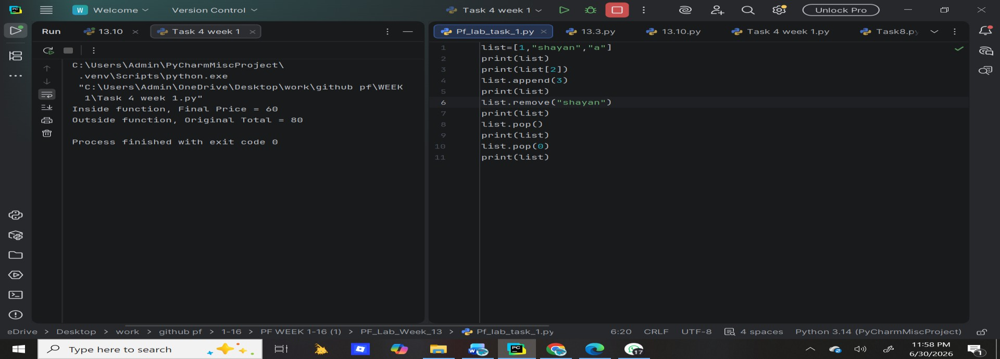 PC W Welcome Version Control Task 4 week 1 Unlock Pro
Run 13.10 Task 4 week 1
C:\Users\Admin\PyCharmMiscProject\
.venv\Scripts\python.exe
"C:\Users\Admin\OneDrive\Desktop\work\github pf\WEEK
1\Task 4 week 1.py"
Inside function, Final Price = 60
Outside function, Original Total = 80
Process finished with exit code 0
Pf_lab_task_1.py 13.3.py 13.10.py Task 4 week 1.py Task8.py
1 list=[1,"shayan","a"]
2 print(list)
3 print(list[2])
4 list.append(3)
5 print(list)
6 list.remove("shayan")
7 print(list)
8 list.pop()
9 print(list)
10 list.pop(0)
11 print(list)
eDrive > Desktop > work > github pf > 1-16 > PF WEEK 1-16 (1) > PF_Lab_Week_13 > Pf_lab_task_1.py 6:20 CRLF UTF-8 4 spaces Python 3.14 (PyCharmMiscProject)
Type here to search W PC 17 11:58 PM
6/30/2026 1